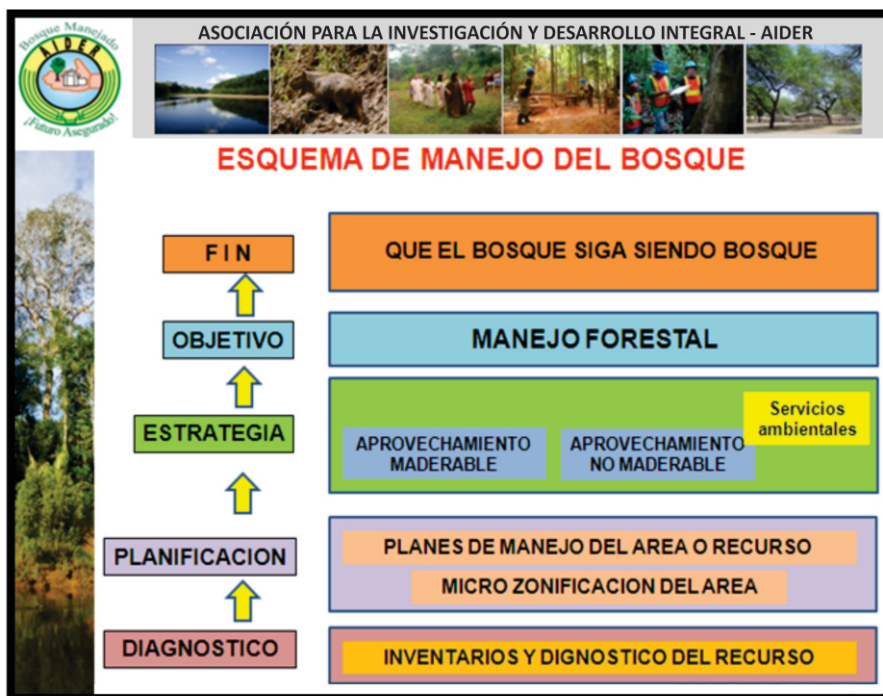 ASOCIACIÓN PARA LA INVESTIGACIÓN Y DESARROLLO INTEGRAL - AIDER
Bosque Manejado
AIDER
¡Futuro Asegurado!
ESQUEMA DE MANEJO DEL BOSQUE
FIN
QUE EL BOSQUE SIGA SIENDO BOSQUE
OBJETIVO
MANEJO FORESTAL
ESTRATEGIA
Servicios
ambientales
APROVECHAMIENTO
MADERABLE
APROVECHAMIENTO
NO MADERABLE
PLANIFICACION
PLANES DE MANEJO DEL AREA O RECURSO
MICRO ZONIFICACION DEL AREA
DIAGNOSTICO
INVENTARIOS Y DIGNOSTICO DEL RECURSO